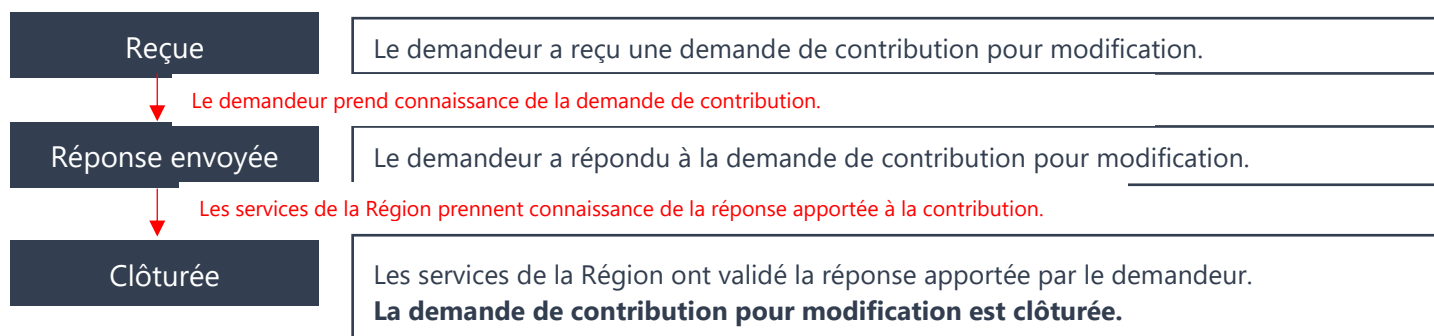 Reçue
Le demandeur a reçu une demande de contribution pour modification.
Le demandeur prend connaissance de la demande de contribution.
Réponse envoyée
Le demandeur a répondu à la demande de contribution pour modification.
Les services de la Région prennent connaissance de la réponse apportée à la contribution.
Clôturée
Les services de la Région ont validé la réponse apportée par le demandeur.
La demande de contribution pour modification est clôturée.